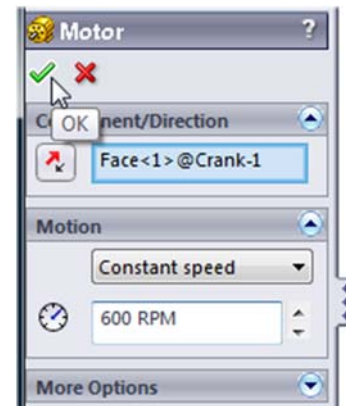 Motor ?
OK
nent/Direction
Face<1>@Crank-1
Motion
Constant speed
600 RPM
More Options